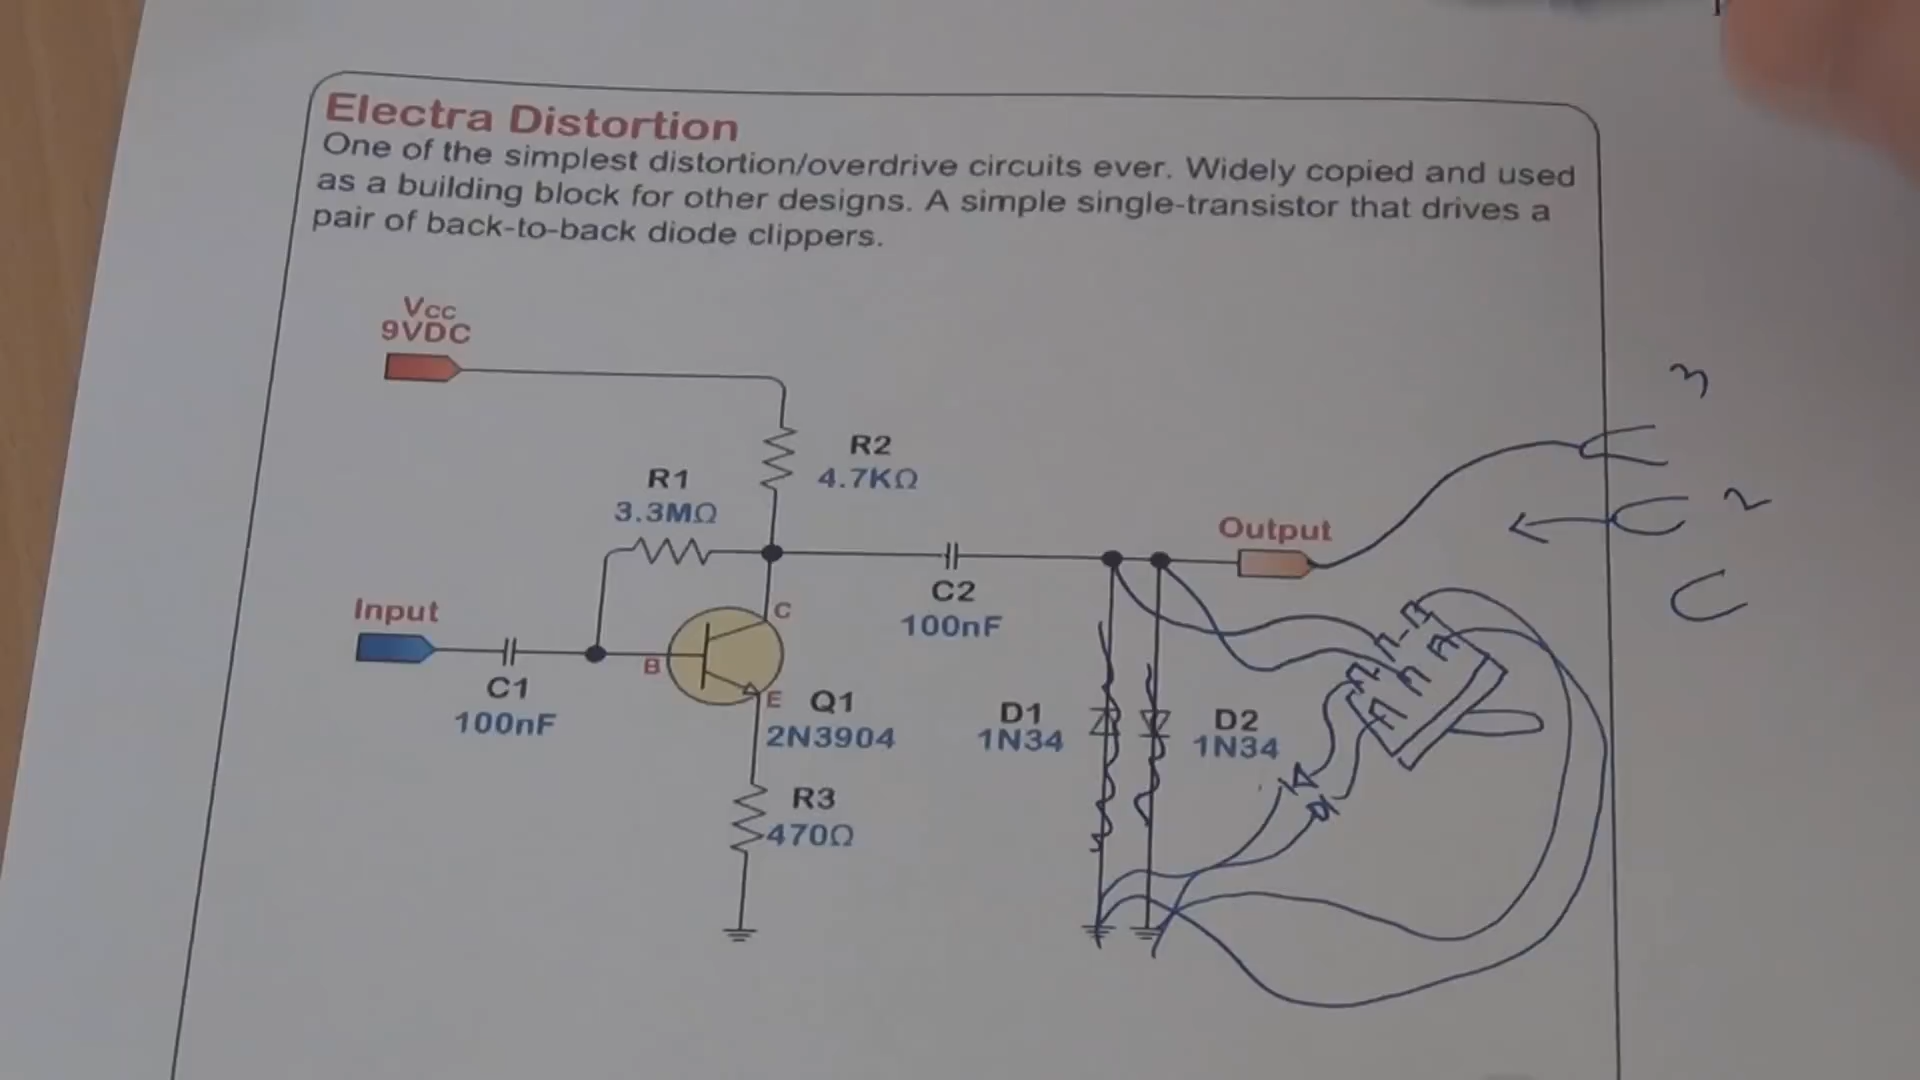 Electra Distortion
One of the simplest distortion/overdrive circuits ever. Widely copied and used
as a building block for other designs. A simple single-transistor that drives a
pair of back-to-back diode clippers.
Vcc
9VDC
R2
4.7KΩ
R1
3.3MΩ
3
2
Output
Input
C
C2
100nF
B
C1
100nF
E
Q1
2N3904
D1
1N34
D2
1N34
R3
470Ω